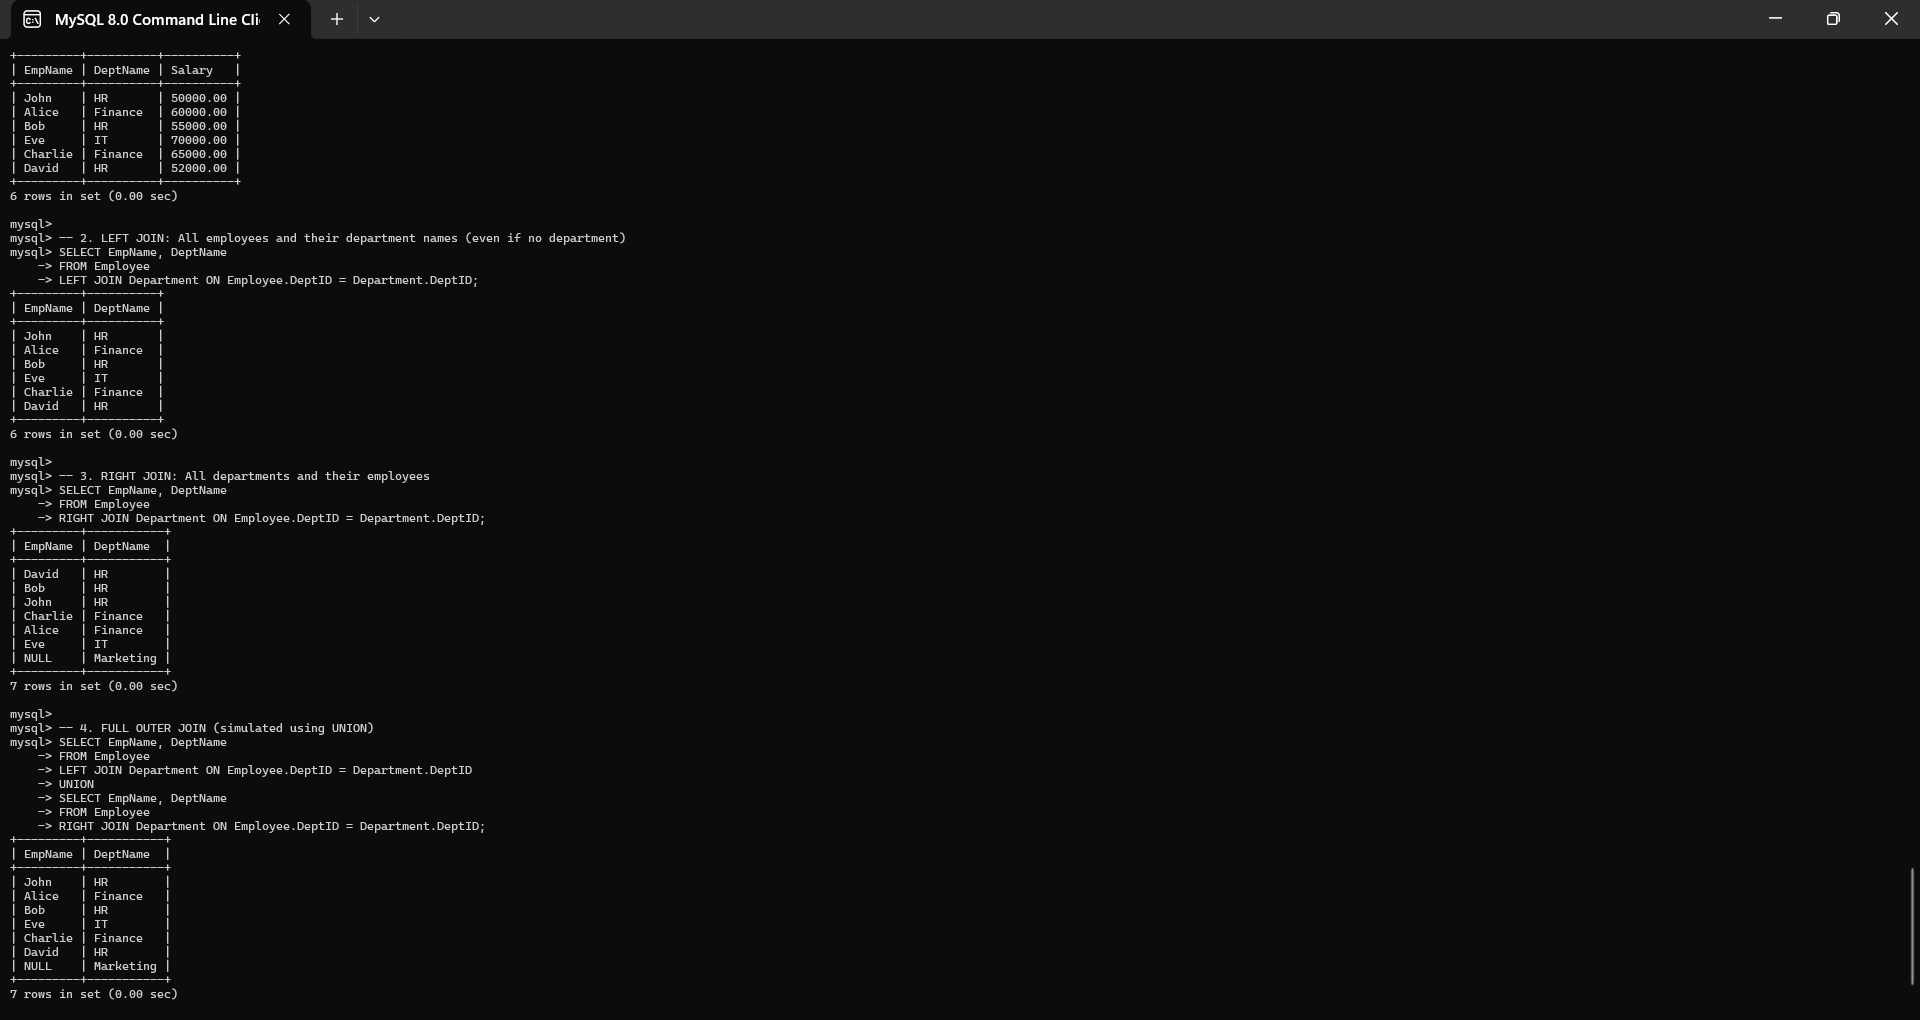 MySQL 8.0 Command Line Cli
+---------+----------+----------+
| EmpName | DeptName | Salary   |
+---------+----------+----------+
| John    | HR       | 50000.00 |
| Alice   | Finance  | 60000.00 |
| Bob     | HR       | 55000.00 |
| Eve     | IT       | 70000.00 |
| Charlie | Finance  | 65000.00 |
| David   | HR       | 52000.00 |
+---------+----------+----------+
6 rows in set (0.00 sec)

mysql>
mysql> -- 2. LEFT JOIN: All employees and their department names (even if no department)
mysql> SELECT EmpName, DeptName
    -> FROM Employee
    -> LEFT JOIN Department ON Employee.DeptID = Department.DeptID;
+---------+----------+
| EmpName | DeptName |
+---------+----------+
| John    | HR       |
| Alice   | Finance  |
| Bob     | HR       |
| Eve     | IT       |
| Charlie | Finance  |
| David   | HR       |
+---------+----------+
6 rows in set (0.00 sec)

mysql>
mysql> -- 3. RIGHT JOIN: All departments and their employees
mysql> SELECT EmpName, DeptName
    -> FROM Employee
    -> RIGHT JOIN Department ON Employee.DeptID = Department.DeptID;
+---------+-----------+
| EmpName | DeptName  |
+---------+-----------+
| David   | HR        |
| Bob     | HR        |
| John    | HR        |
| Charlie | Finance   |
| Alice   | Finance   |
| Eve     | IT        |
| NULL    | Marketing |
+---------+-----------+
7 rows in set (0.00 sec)

mysql>
mysql> -- 4. FULL OUTER JOIN (simulated using UNION)
mysql> SELECT EmpName, DeptName
    -> FROM Employee
    -> LEFT JOIN Department ON Employee.DeptID = Department.DeptID
    -> UNION
    -> SELECT EmpName, DeptName
    -> FROM Employee
    -> RIGHT JOIN Department ON Employee.DeptID = Department.DeptID;
+---------+-----------+
| EmpName | DeptName  |
+---------+-----------+
| John    | HR        |
| Alice   | Finance   |
| Bob     | HR        |
| Eve     | IT        |
| Charlie | Finance   |
| David   | HR        |
| NULL    | Marketing |
+---------+-----------+
7 rows in set (0.00 sec)